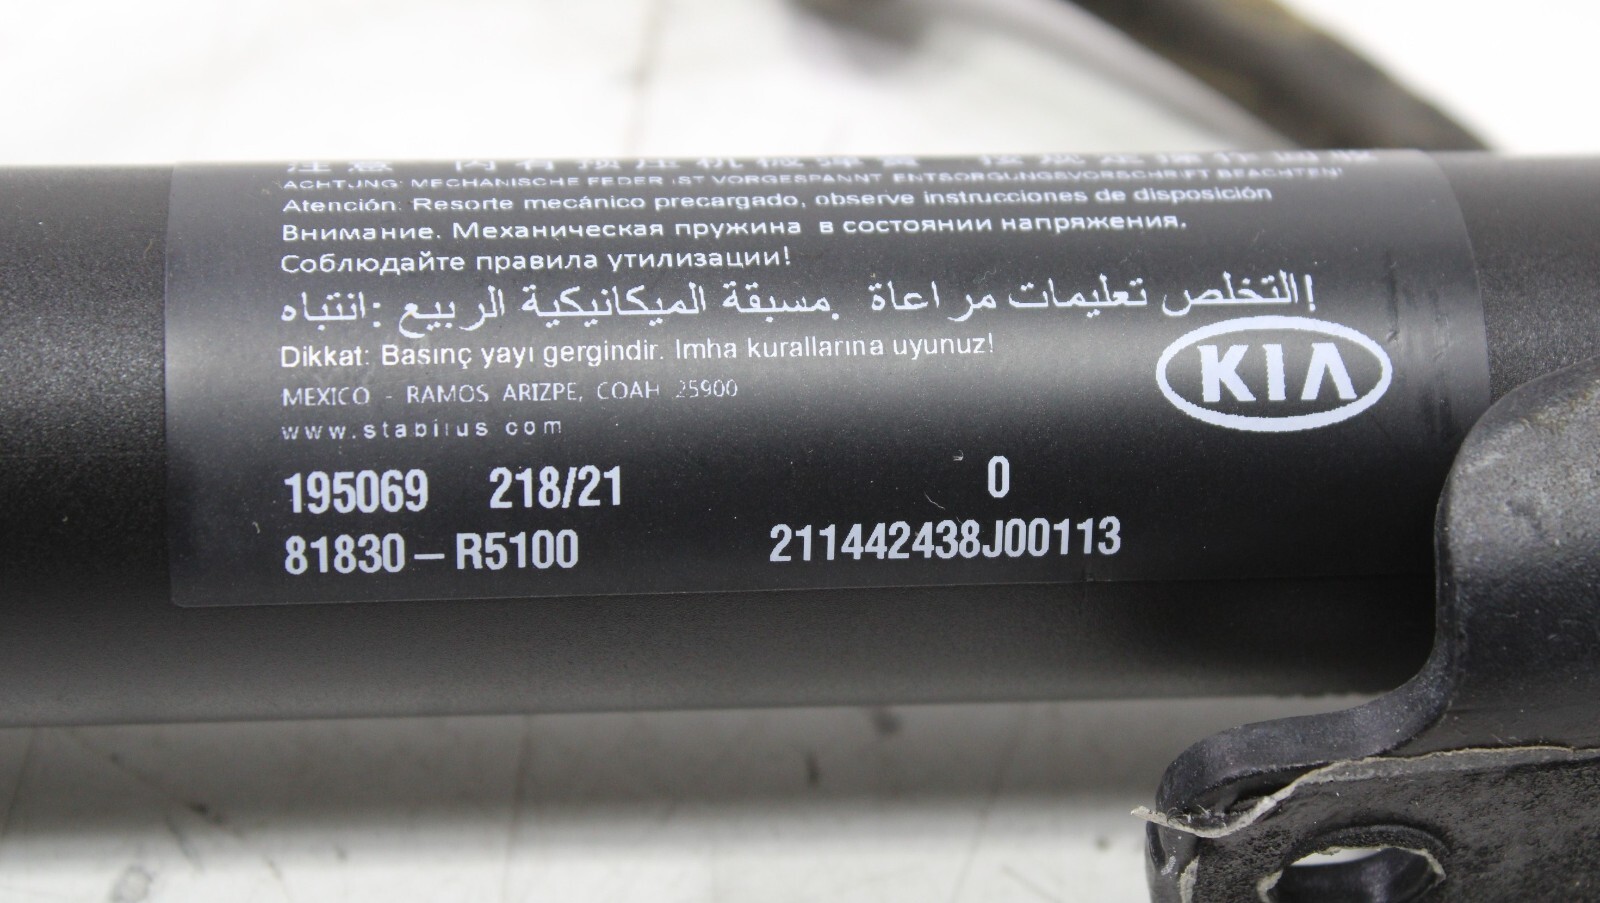 ACHTUNG: MECHANISCHE FEDER IST VORGESPANNT ENTSORGUNGSVORSCHRIFT BEACHTEN!
Atención: Resorte mecánico precargado, observe instrucciones de disposición
Внимание. Механическая пружина в состоянии напряжения.
Соблюдайте правила утилизации!
انتباه: الربيع الميكانيكية مسبقة. مراعاة تعليمات التخلص!
Dikkat: Basınç yayı gergindir. Imha kurallarına uyunuz!
KIA
MEXICO - RAMOS ARIZPE, COAH 25900
www.stabilus com
195069 218/21 0
81830-R5100 211442438J00113